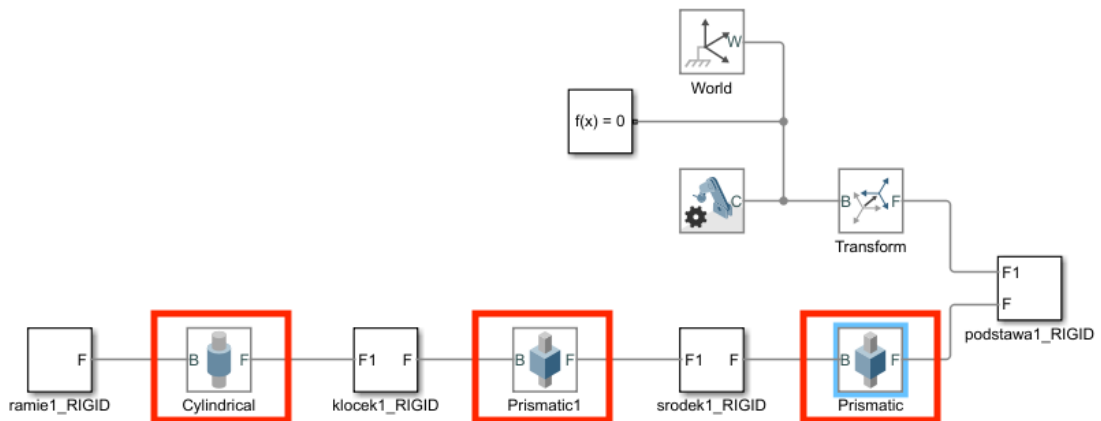 W
World
f(x) = 0
C
B F
Transform
F1
F
podstawa1_RIGID
F
ramie1_RIGID
B F
Cylindrical
F1 F
klocek1_RIGID
B F
Prismatic1
F1 F
srodek1_RIGID
B F
Prismatic